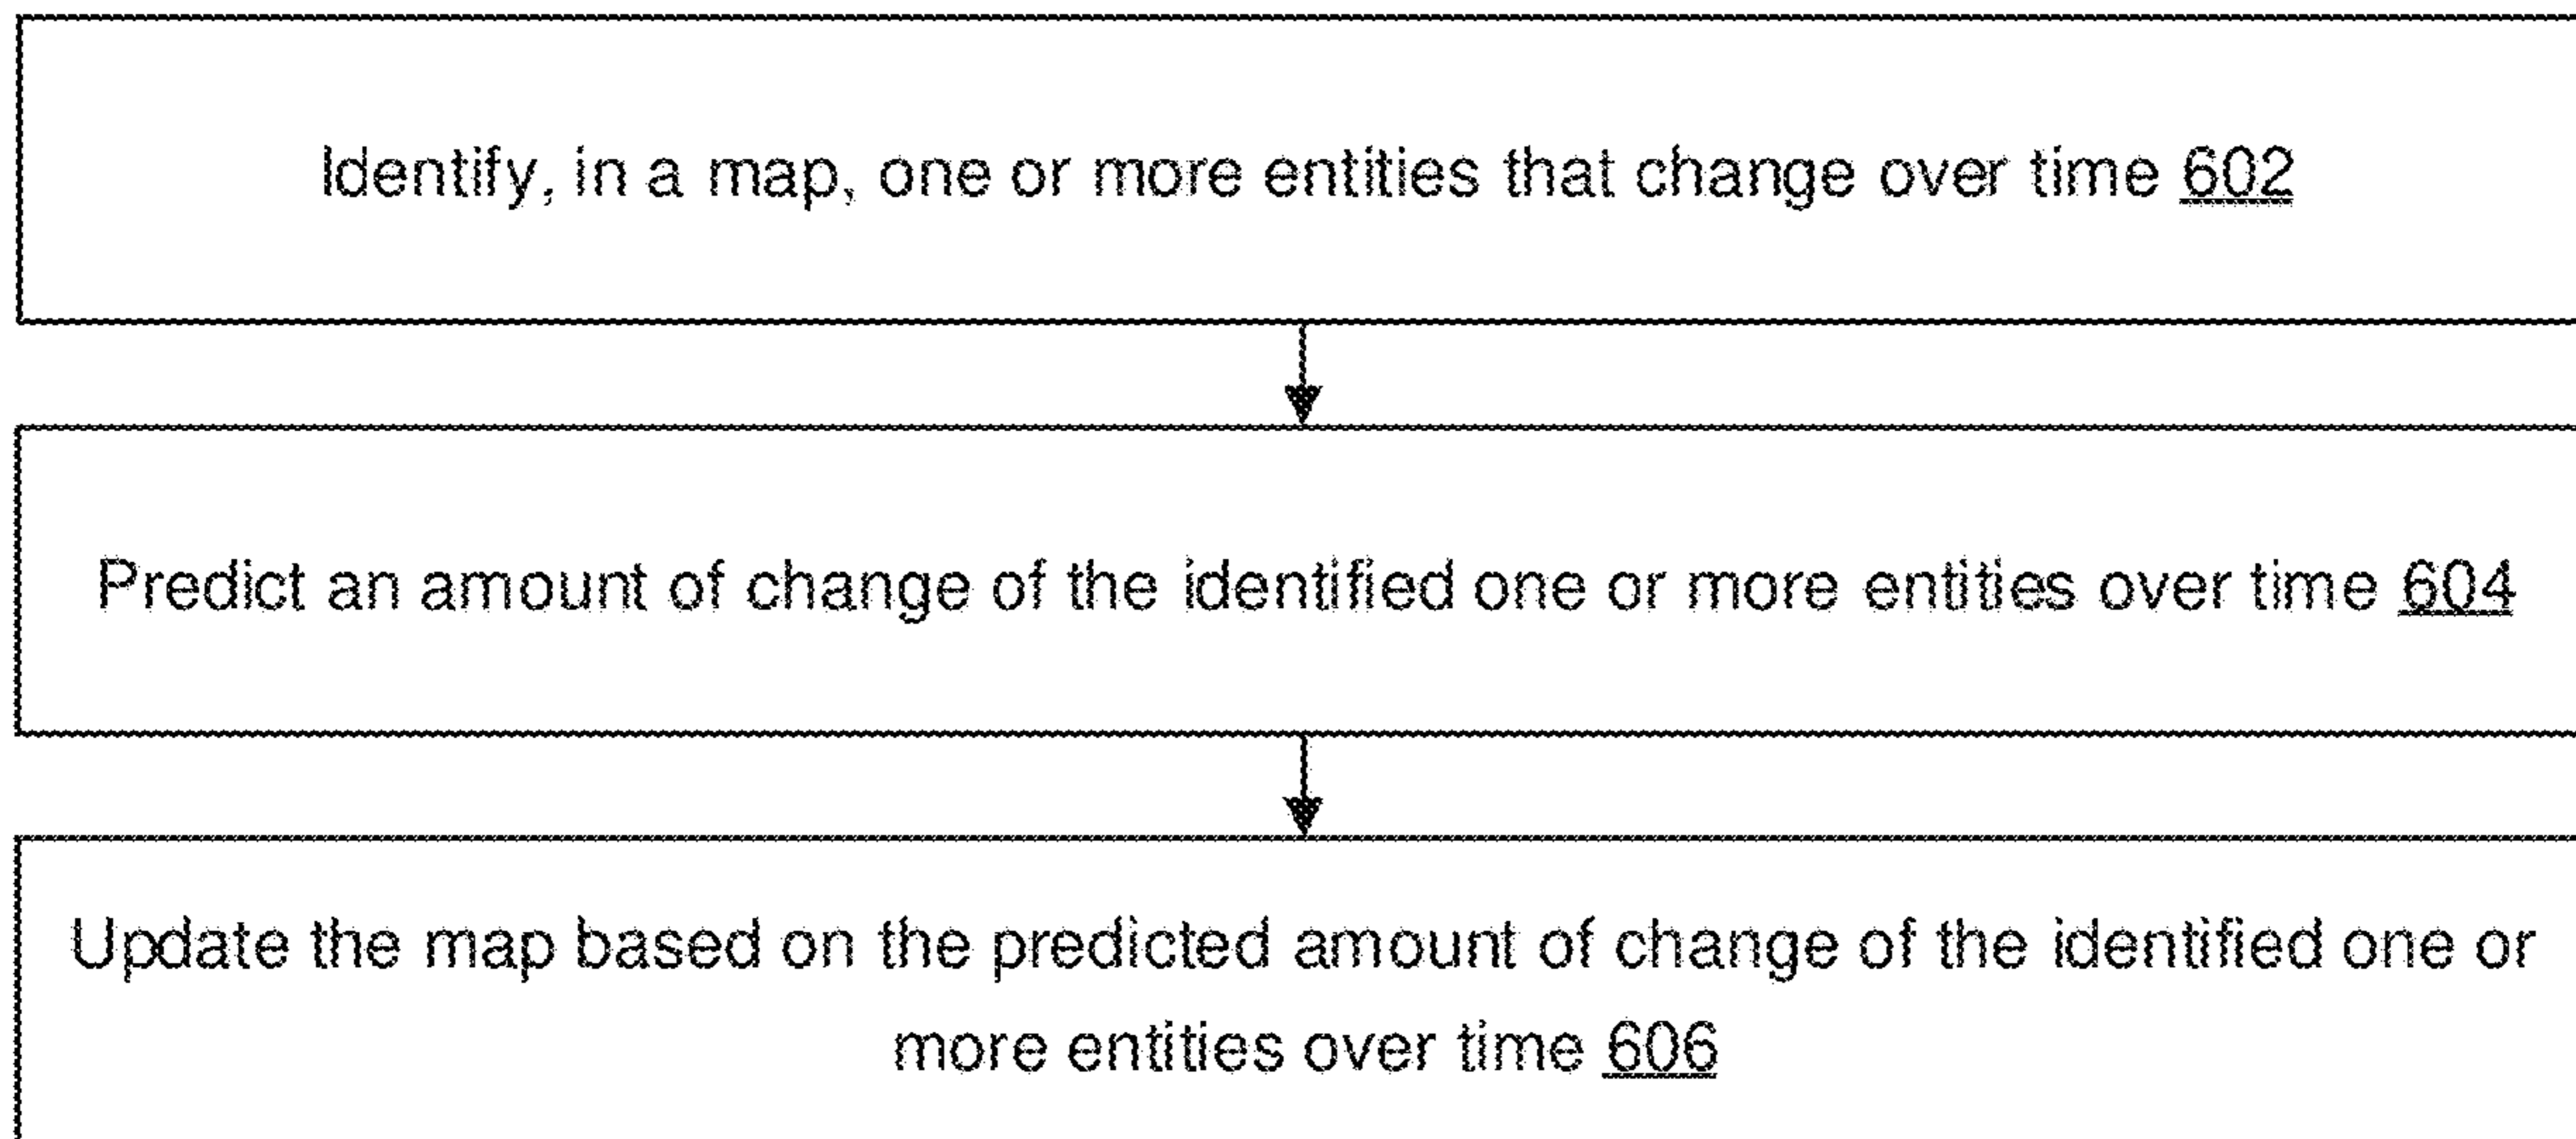 Identify, in a map, one or more entities that change over time 602
Predict an amount of change of the identified one or more entities over time 604
Update the map based on the predicted amount of change of the identified one or
more entities over time 606